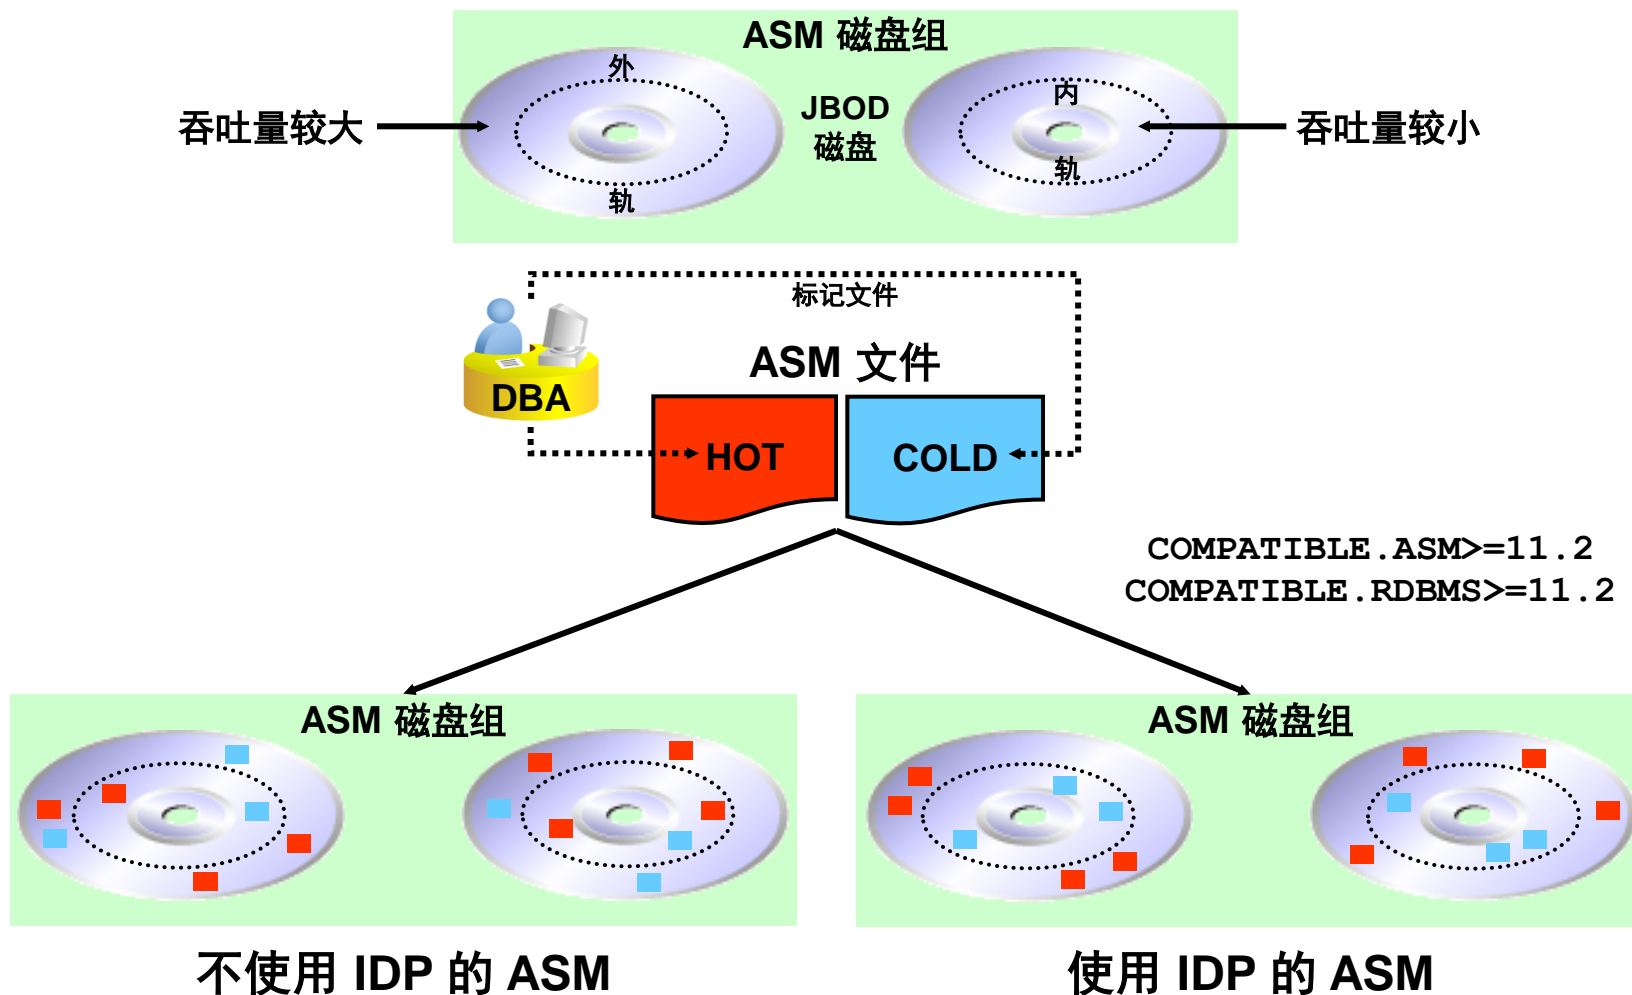 ASM 磁盘组
外
轨
JBOD
磁盘
内
轨
吞吐量较大
吞吐量较小
标记文件
DBA
ASM 文件
HOT
COLD
COMPATIBLE.ASM>=11.2
COMPATIBLE.RDBMS>=11.2
ASM 磁盘组
ASM 磁盘组
不使用 IDP 的 ASM
使用 IDP 的 ASM